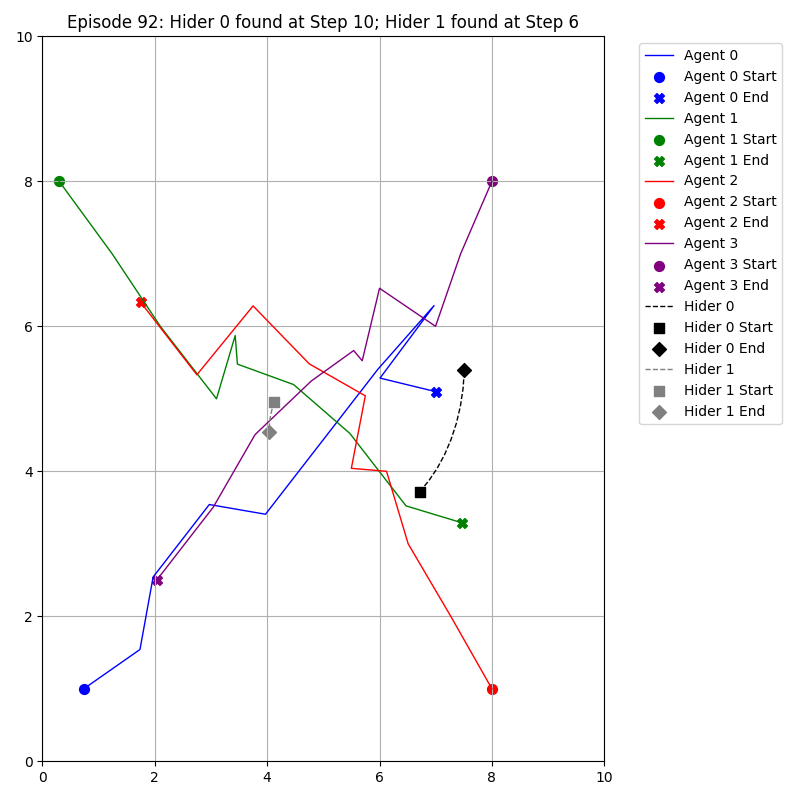 Episode 92: Hider 0 found at Step 10; Hider 1 found at Step 6
10
8
6
4
2
0
0 2 4 6 8 10
Agent 0
Agent 0 Start
Agent 0 End
Agent 1
Agent 1 Start
Agent 1 End
Agent 2
Agent 2 Start
Agent 2 End
Agent 3
Agent 3 Start
Agent 3 End
Hider 0
Hider 0 Start
Hider 0 End
Hider 1
Hider 1 Start
Hider 1 End